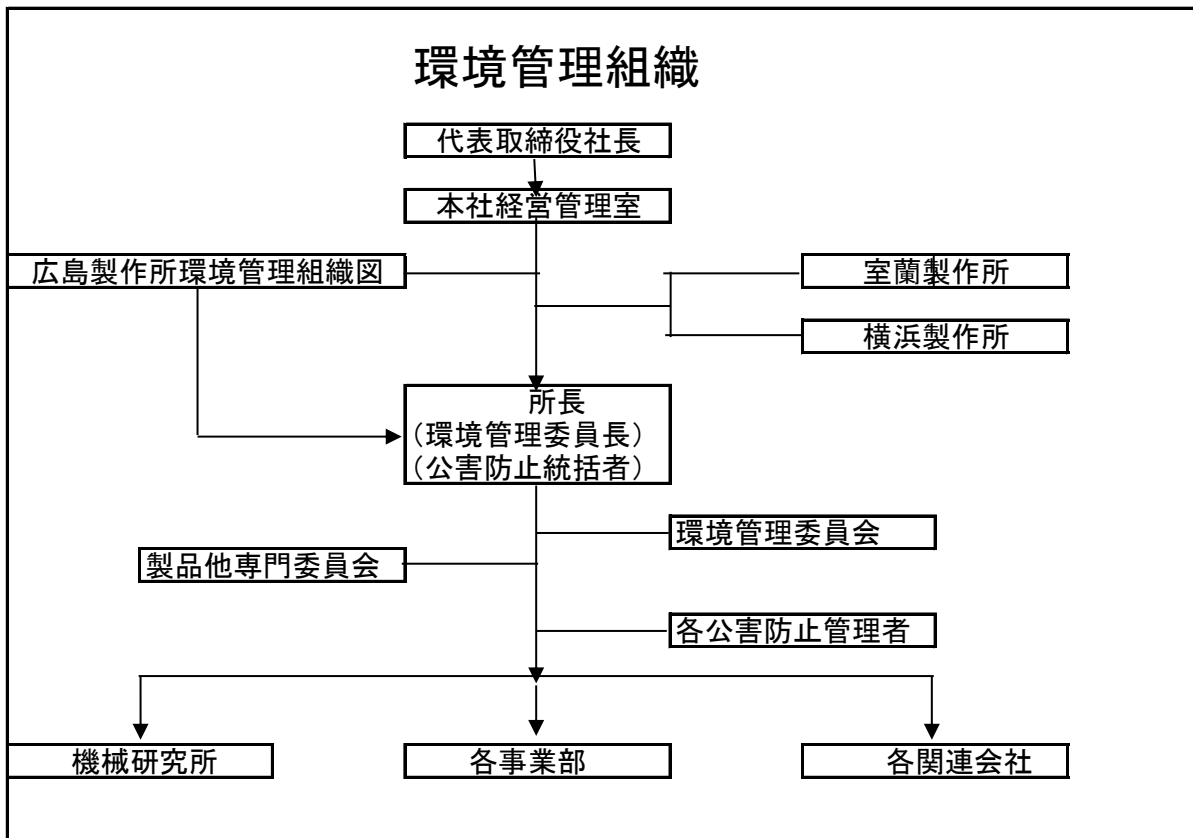 環境管理組織
代表取締役社長
本社経営管理室
広島製作所環境管理組織図
室蘭製作所
横浜製作所
所長
（環境管理委員長）
（公害防止統括者）
環境管理委員会
製品他専門委員会
各公害防止管理者
機械研究所
各事業部
各関連会社